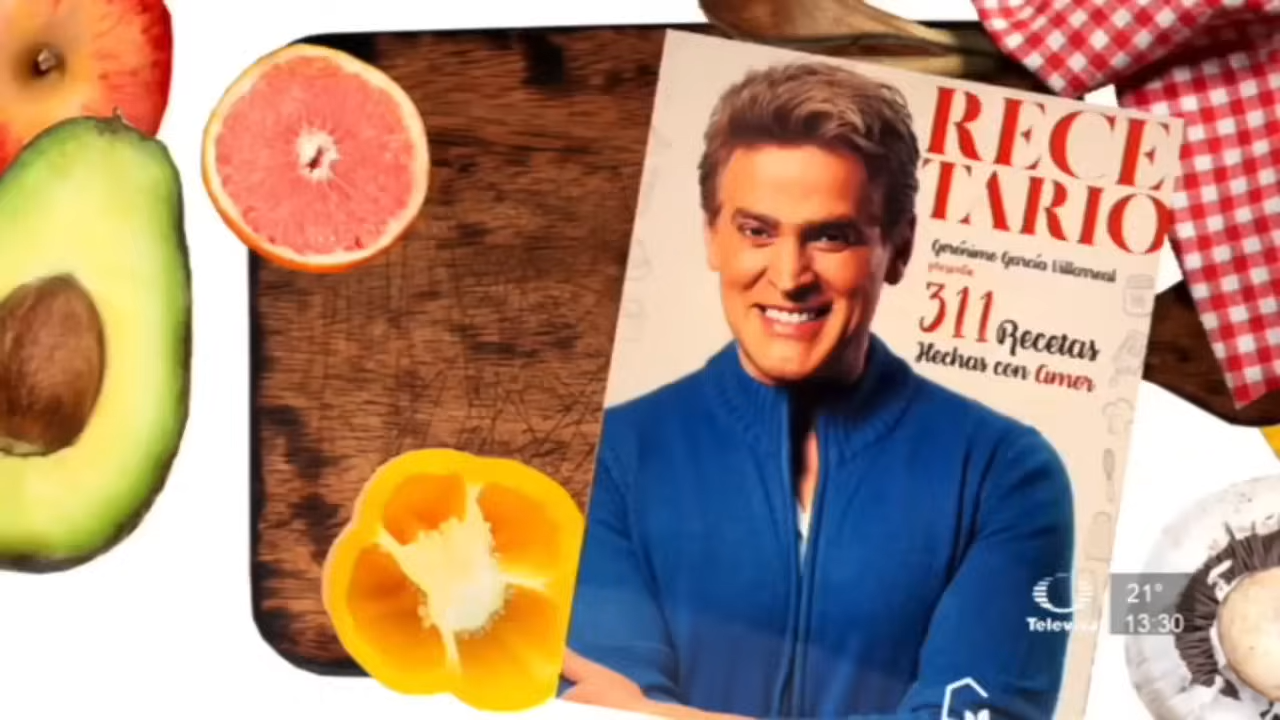 RECE
TARIO
Gerónimo García Villarreal
presenta
311 Recetas
Hechas con Amor
Televisa
21°
13:30